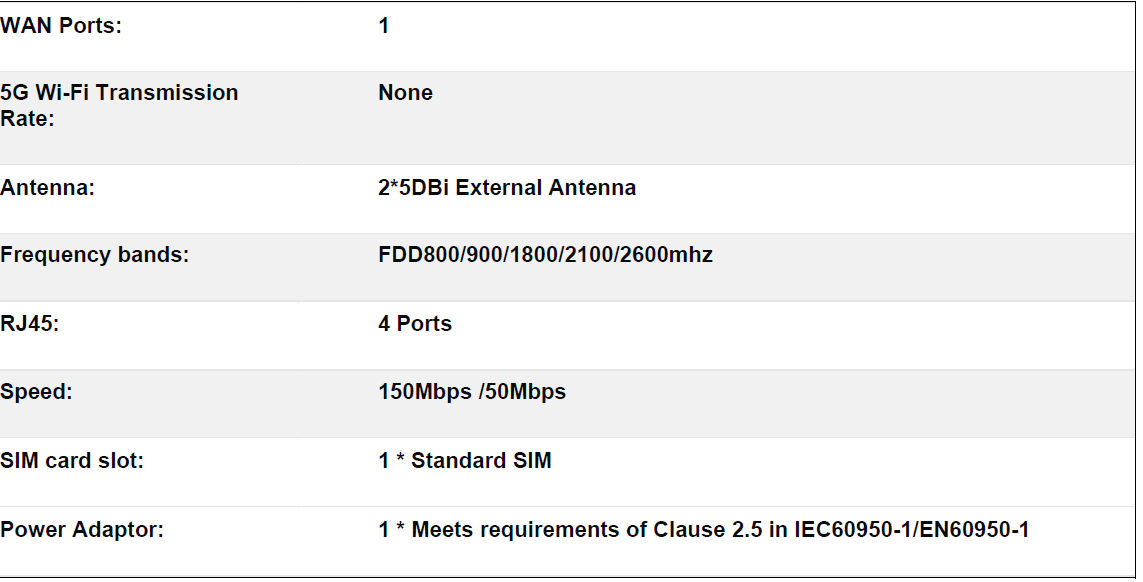 WAN Ports: 1
5G Wi-Fi Transmission None
Rate:
Antenna: 2*5DBi External Antenna
Frequency bands: FDD800/900/1800/2100/2600mhz
RJ45: 4 Ports
Speed: 150Mbps /50Mbps
SIM card slot: 1 * Standard SIM
Power Adaptor: 1 * Meets requirements of Clause 2.5 in IEC60950-1/EN60950-1